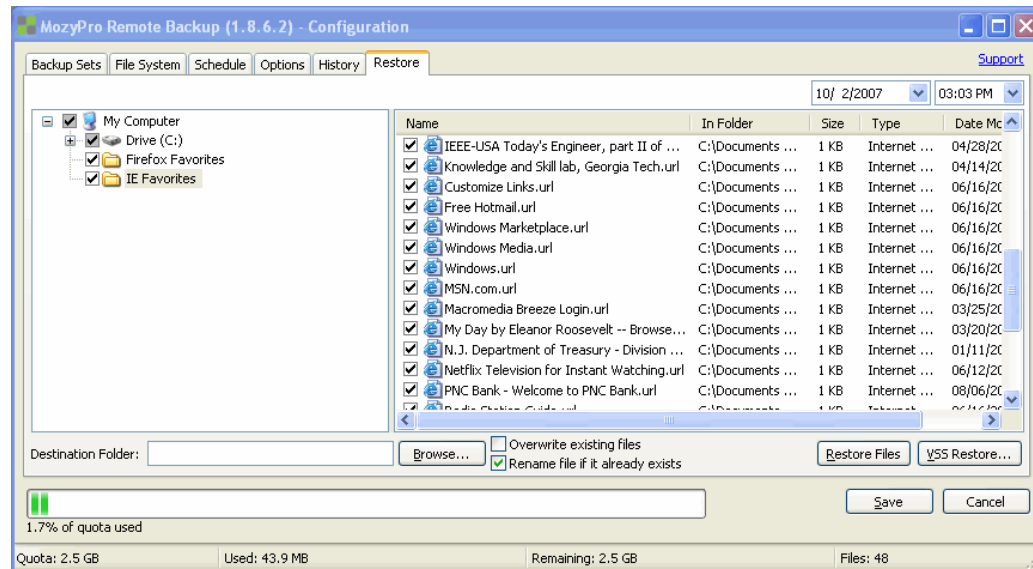 MozyPro Remote Backup (1.8.6.2) - Configuration
Backup Sets File System Schedule Options History Restore Support
10/ 2/2007 03:03 PM
My Computer
Drive (C:)
Firefox Favorites
IE Favorites
Name In Folder Size Type Date Mc
IEEE-USA Today's Engineer, part II of ... C:\Documents ... 1 KB Internet ... 04/28/20
Knowledge and Skill lab, Georgia Tech.url C:\Documents ... 1 KB Internet ... 04/14/20
Customize Links.url C:\Documents ... 1 KB Internet ... 06/16/20
Free Hotmail.url C:\Documents ... 1 KB Internet ... 06/16/20
Windows Marketplace.url C:\Documents ... 1 KB Internet ... 06/16/20
Windows Media.url C:\Documents ... 1 KB Internet ... 06/16/20
Windows.url C:\Documents ... 1 KB Internet ... 06/16/20
MSN.com.url C:\Documents ... 1 KB Internet ... 06/16/20
Macromedia Breeze Login.url C:\Documents ... 1 KB Internet ... 03/25/20
My Day by Eleanor Roosevelt -- Browse... C:\Documents ... 1 KB Internet ... 03/20/20
N.J. Department of Treasury - Division ... C:\Documents ... 1 KB Internet ... 01/11/20
Netflix Television for Instant Watching.url C:\Documents ... 1 KB Internet ... 06/12/20
PNC Bank - Welcome to PNC Bank.url C:\Documents ... 1 KB Internet ... 08/06/20
Destination Folder: Browse... Overwrite existing files
Rename file if it already exists
Restore Files VSS Restore...
Save Cancel
1.7% of quota used
Quota: 2.5 GB Used: 43.9 MB Remaining: 2.5 GB Files: 48